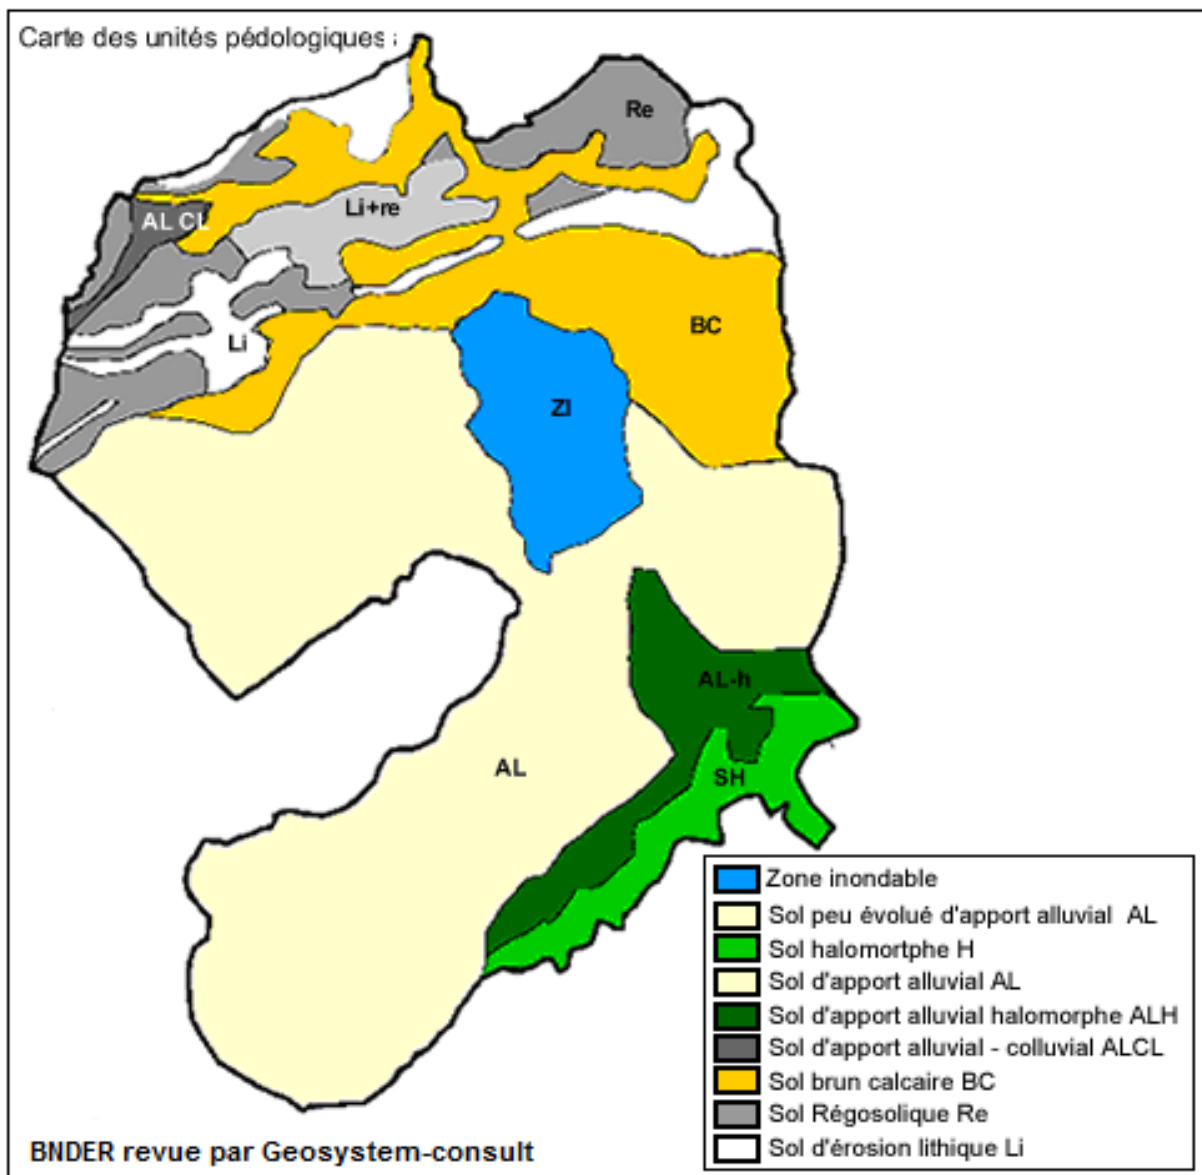 Carte des unités pédologiques :
Re
AL CL
Li+re
BC
Li
ZI
AL-h
AL
SH
Zone inondable
Sol peu évolué d'apport alluvial AL
Sol halomortphe H
Sol d'apport alluvial AL
Sol d'apport alluvial halomorphe ALH
Sol d'apport alluvial - colluvial ALCL
Sol brun calcaire BC
Sol Régosolique Re
Sol d'érosion lithique Li
BNDER revue par Geosystem-consult